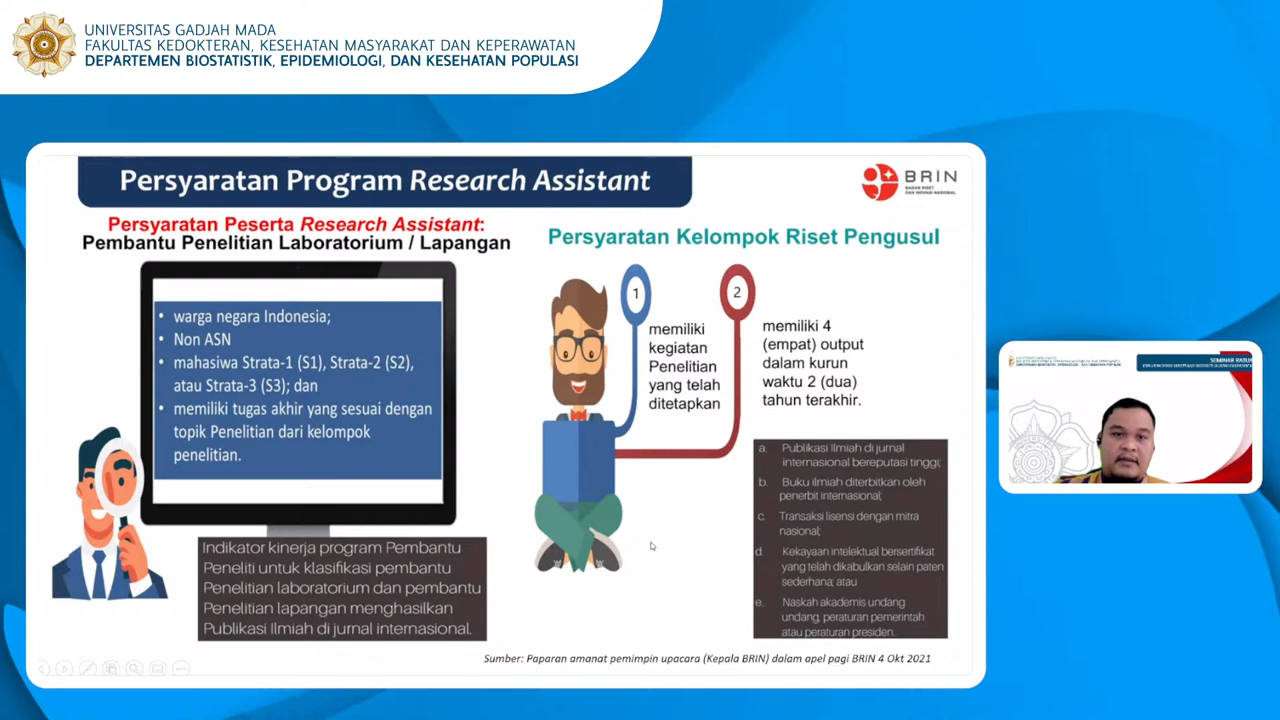 UNIVERSITAS GADJAH MADA
FAKULTAS KEDOKTERAN, KESEHATAN MASYARAKAT DAN KEPERAWATAN
DEPARTEMEN BIOSTATISTIK, EPIDEMIOLOGI, DAN KESEHATAN POPULASI
Persyaratan Program Research Assistant
BRIN
BADAN RISET
DAN INOVASI NASIONAL
Persyaratan Peserta Research Assistant:
Pembantu Penelitian Laboratorium / Lapangan
• warga negara Indonesia;
• Non ASN
• mahasiwa Strata-1 (S1), Strata-2 (S2),
atau Strata-3 (S3); dan
• memiliki tugas akhir yang sesuai dengan
topik Penelitian dari kelompok
penelitian.
Indikator kinerja program Pembantu
Peneliti untuk klasifikasi pembantu
Penelitian laboratorium dan pembantu
Penelitian lapangan menghasilkan
Publikasi Ilmiah di jurnal internasional.
Persyaratan Kelompok Riset Pengusul
1
memiliki
kegiatan
Penelitian
yang telah
ditetapkan
2
memiliki 4
(empat) output
dalam kurun
waktu 2 (dua)
tahun terakhir.
a. Publikasi Ilmiah di jurnal
internasional bereputasi tinggi;
b. Buku ilmiah diterbitkan oleh
penerbit internasional;
c. Transaksi lisensi dengan mitra
nasional;
d. Kekayaan intelektual bersertifikat
yang telah dikabulkan selain paten
sederhana; atau
e. Naskah akademis undang
undang, peraturan pemerintah
atau peraturan presiden.
Sumber: Paparan amanat pemimpin upacara (Kepala BRIN) dalam apel pagi BRIN 4 Okt 2021